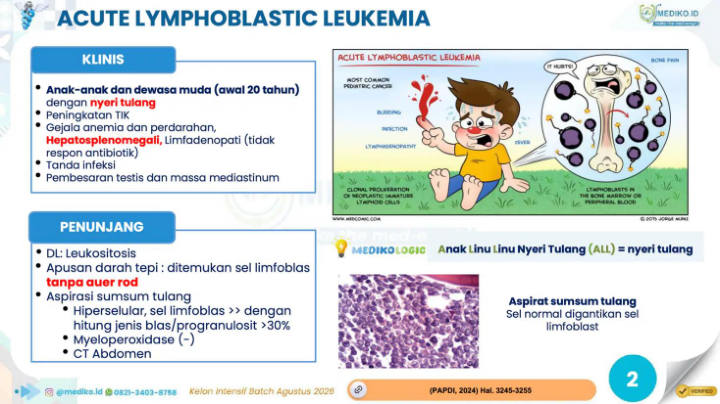 ACUTE LYMPHOBLASTIC LEUKEMIA
MEDIKO.ID
KLINIS
• Anak-anak dan dewasa muda (awal 20 tahun)
dengan nyeri tulang
• Peningkatan TIK
• Gejala anemia dan perdarahan,
Hepatosplenomegali, Limfadenopati (tidak
respon antibiotik)
• Tanda infeksi
• Pembesaran testis dan massa mediastinum
ACUTE LYMPHOBLASTIC LEUKEMIA
MOST COMMON
PEDIATRIC CANCER
BLEEDING
INFECTION
LYMPHADENOPATHY
FEVER
CLONAL PROLIFERATION
OF NEOPLASTIC IMMATURE
LYMPHOID CELLS
IT HURTS!
BONE PAIN
LYMPHOBLASTS IN
THE BONE MARROW OR
PERIPHERAL BLOOD
WWW.MEDCOMIC.COM
© 2015 JORGE MUNIZ
PENUNJANG
• DL: Leukositosis
• Apusan darah tepi : ditemukan sel limfoblas
tanpa auer rod
• Aspirasi sumsum tulang
• Hiperselular, sel limfoblas >> dengan
hitung jenis blas/progranulosit >30%
• Myeloperoxidase (-)
• CT Abdomen
MEDIKOLOGIC
Anak Linu Linu Nyeri Tulang (ALL) = nyeri tulang
Aspirat sumsum tulang
Sel normal digantikan sel
limfoblast
@mediko.id 0821-3403-8758
Kelon Intensif Batch Agustus 2026
(PAPDI, 2024) Hal. 3245-3255
2
VERIFIED